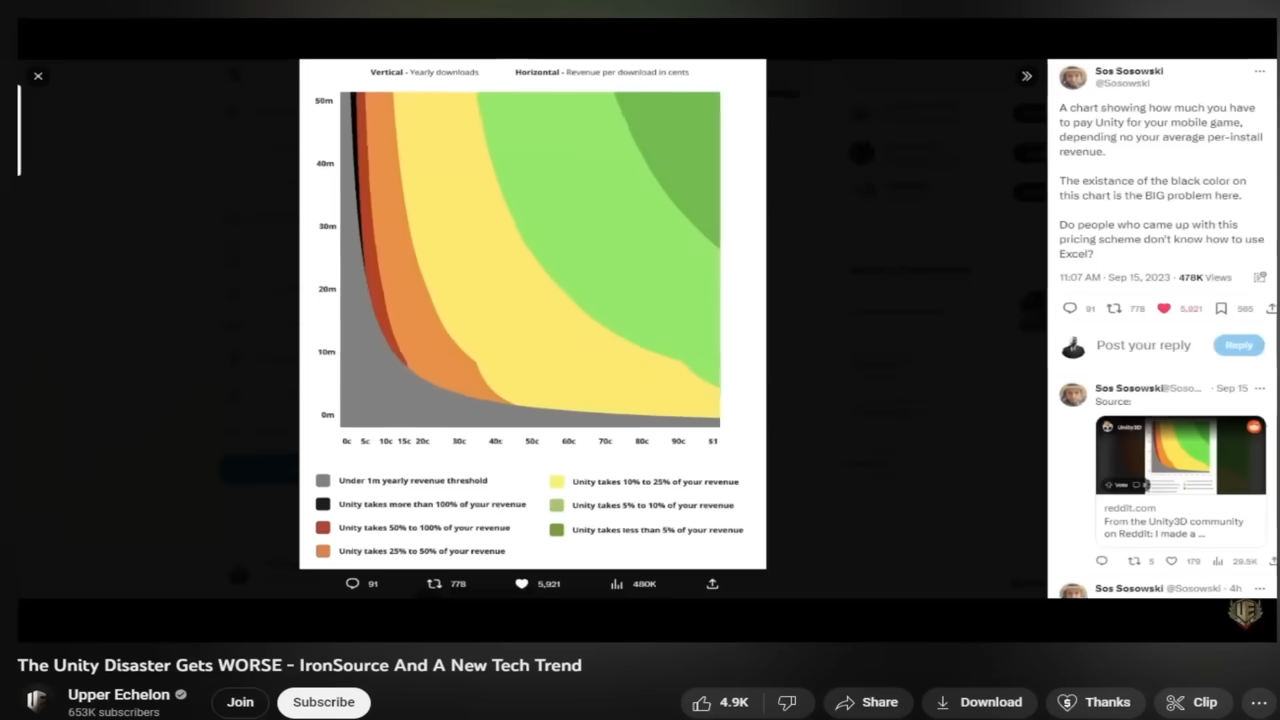 Vertical - Yearly downloads Horizontal - Revenue per download in cents
50m
40m
30m
20m
10m
0m
0c 5c 10c 15c 20c 30c 40c 50c 60c 70c 80c 90c $1
Under 1m yearly revenue threshold
Unity takes more than 100% of your revenue
Unity takes 50% to 100% of your revenue
Unity takes 25% to 50% of your revenue
Unity takes 10% to 25% of your revenue
Unity takes 5% to 10% of your revenue
Unity takes less than 5% of your revenue
91 778 5,921 480K
Sos Sosowski
@Sosowski
A chart showing how much you have
to pay Unity for your mobile game,
depending no your average per-install
revenue.
The existance of the black color on
this chart is the BIG problem here.
Do people who came up with this
pricing scheme don't know how to use
Excel?
11:07 AM · Sep 15, 2023 · 478K Views
91 778 5,921 565
Post your reply Reply
Sos Sosowski @Soso... · Sep 15
Source:
Unity3D
Vote
reddit.com
From the Unity3D community
on Reddit: I made a ...
5 179 29.5K
Sos Sosowski @Sosowski · 4h
UE
The Unity Disaster Gets WORSE - IronSource And A New Tech Trend
Upper Echelon
653K subscribers
Join Subscribe 4.9K Share Download Thanks Clip